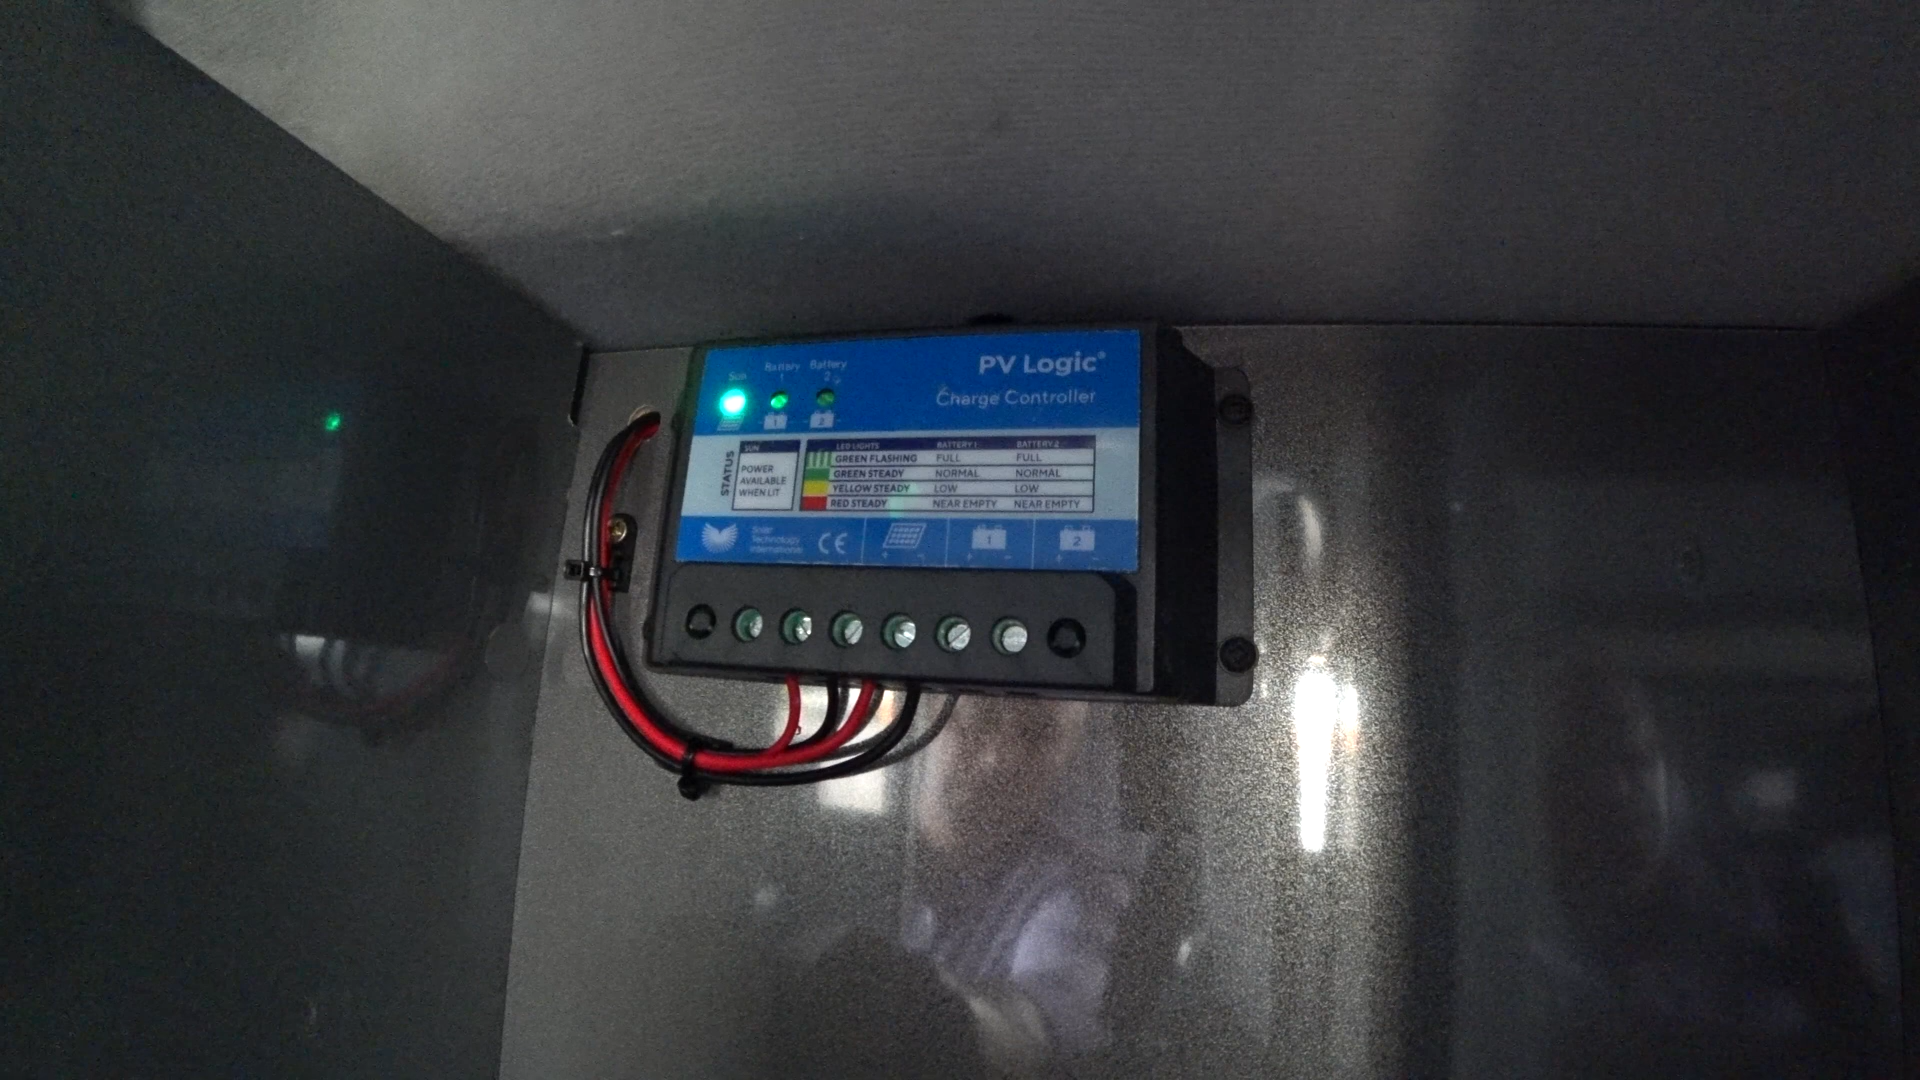 PV Logic®
Charge Controller
Sun
Battery
1
Battery
2
1
2
STATUS
SUN
POWER
AVAILABLE
WHEN LIT
LED LIGHTS BATTERY 1 BATTERY 2
GREEN FLASHING FULL FULL
GREEN STEADY NORMAL NORMAL
YELLOW STEADY LOW LOW
RED STEADY NEAR EMPTY NEAR EMPTY
Solar
Technology
International
CE
1
2
+ -
+ -
+ -